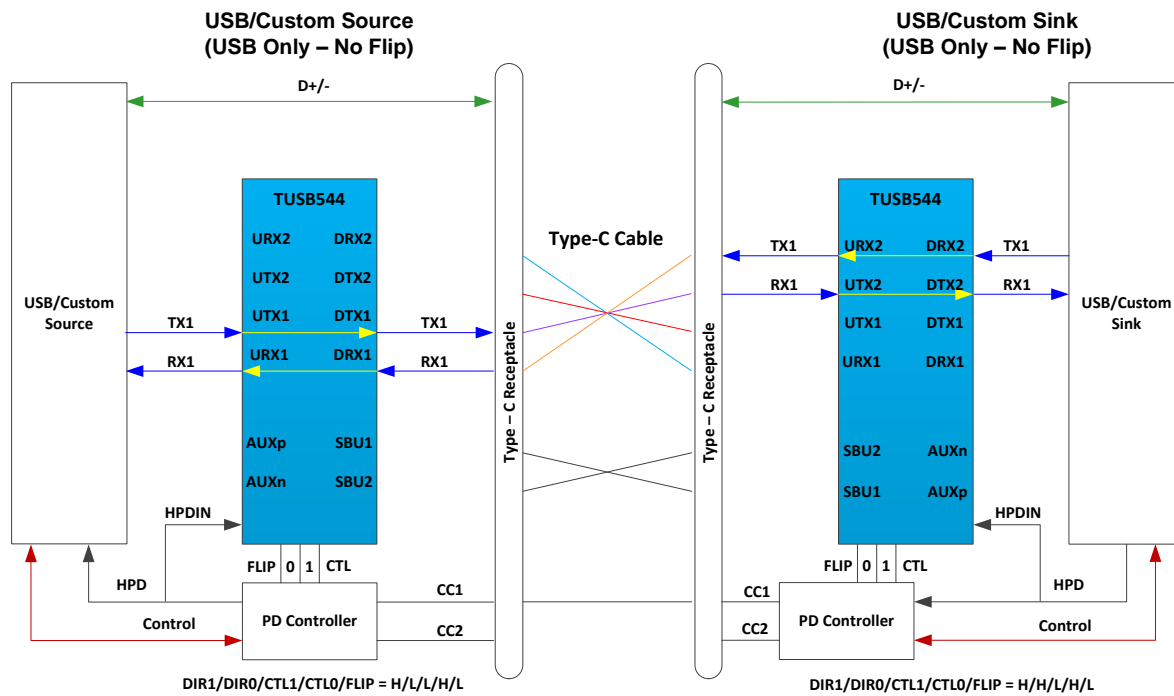 USB/Custom Source
(USB Only – No Flip)
USB/Custom Sink
(USB Only – No Flip)
D+/-
D+/-
TUSB544
URX2 DRX2
UTX2 DTX2
UTX1 DTX1
URX1 DRX1
AUXp SBU1
AUXn SBU2
USB/Custom
Source
TX1
RX1
TX1
RX1
HPDIN
HPD
Control
FLIP 0 1 CTL
PD Controller
CC1
CC2
Type – C Receptacle
Type-C Cable
Type – C Receptacle
TX1
RX1
TUSB544
URX2 DRX2
UTX2 DTX2
UTX1 DTX1
URX1 DRX1
SBU2 AUXn
SBU1 AUXp
TX1
RX1
USB/Custom
Sink
HPDIN
HPD
Control
FLIP 0 1 CTL
PD Controller
CC1
CC2
DIR1/DIR0/CTL1/CTL0/FLIP = H/L/L/H/L
DIR1/DIR0/CTL1/CTL0/FLIP = H/H/L/H/L